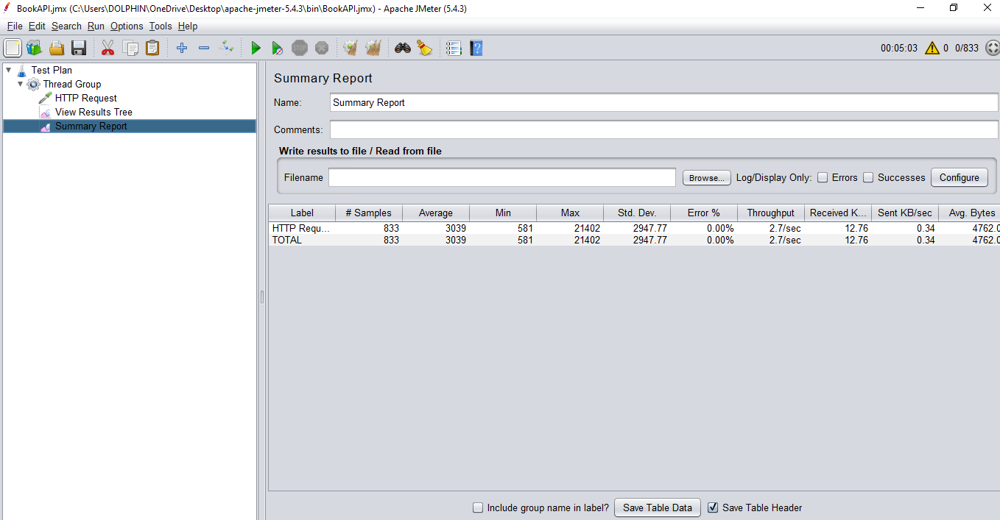 BookAPI.jmx (C:\Users\DOLPHIN\OneDrive\Desktop\apache-jmeter-5.4.3\bin\BookAPI.jmx) - Apache JMeter (5.4.3)
File Edit Search Run Options Tools Help
STOP 00:05:03 0 0/833
Test Plan
Thread Group
HTTP Request
View Results Tree
Summary Report
Summary Report
Name: Summary Report
Comments:
Write results to file / Read from file
Filename Browse... Log/Display Only: Errors Successes Configure
Label # Samples Average Min Max Std. Dev. Error % Throughput Received K... Sent KB/sec Avg. Bytes
HTTP Requ... 833 3039 581 21402 2947.77 0.00% 2.7/sec 12.76 0.34 4762.0
TOTAL 833 3039 581 21402 2947.77 0.00% 2.7/sec 12.76 0.34 4762.0
Include group name in label? Save Table Data Save Table Header